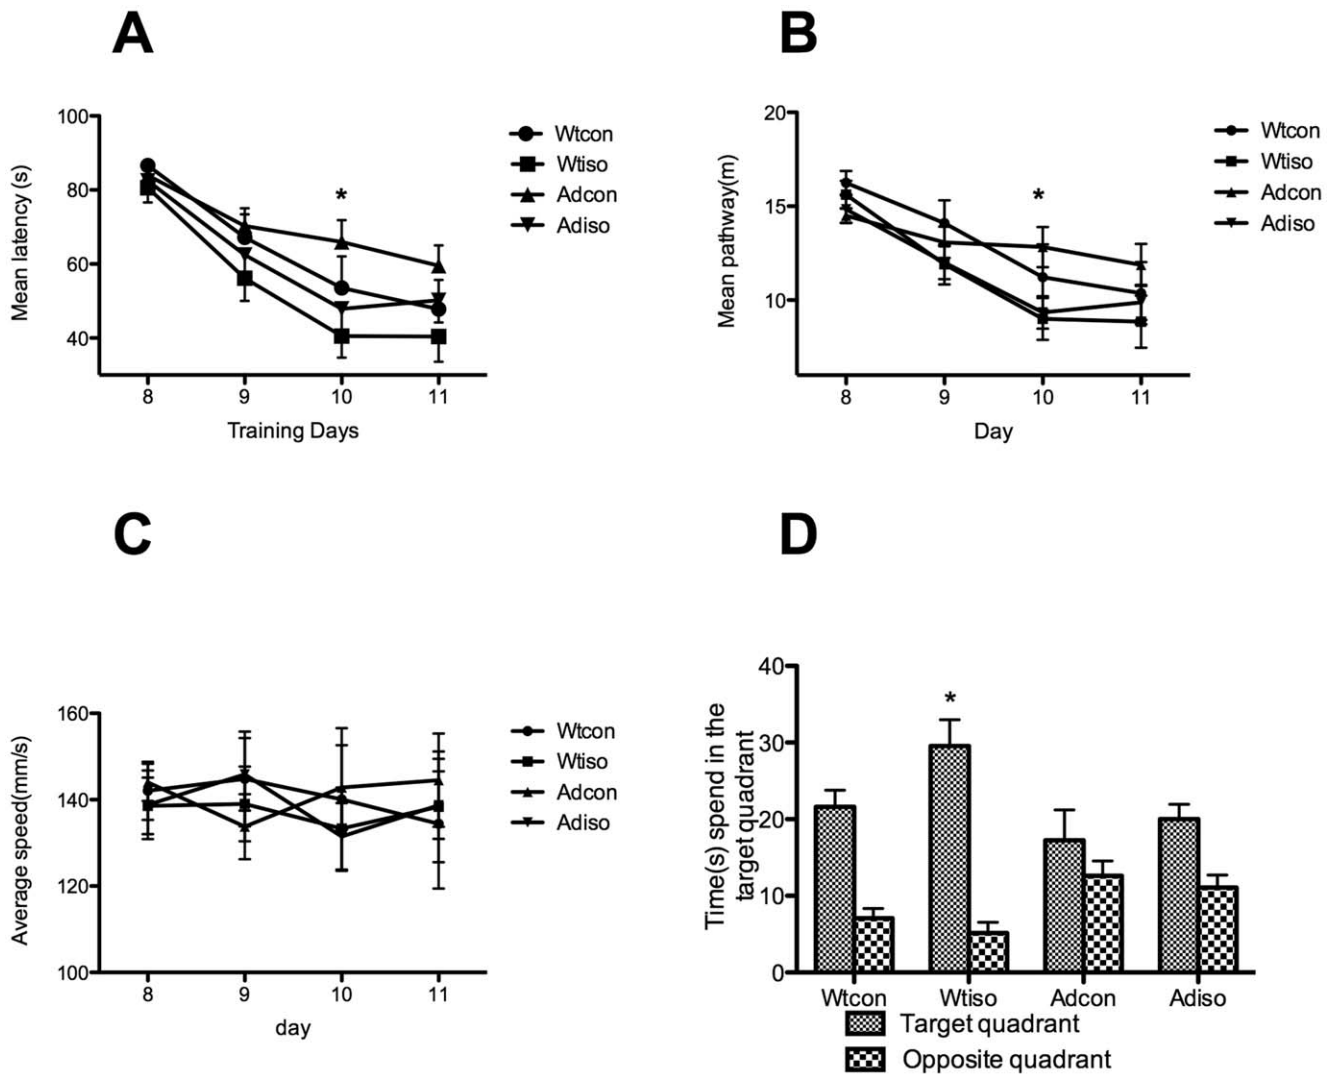 A
Mean latency (s)
100
80
60
40
*
8 9 10 11
Training Days
Wtcon
Wtiso
Adcon
Adiso
B
Mean pathway(m)
20
15
10
*
8 9 10 11
Day
Wtcon
Wtiso
Adcon
Adiso
C
Average speed(mm/s)
160
140
120
100
8 9 10 11
day
Wtcon
Wtiso
Adcon
Adiso
D
Time(s) spend in the
target quadrant
40
30
20
10
0
*
Wtcon Wtiso Adcon Adiso
Target quadrant
Opposite quadrant